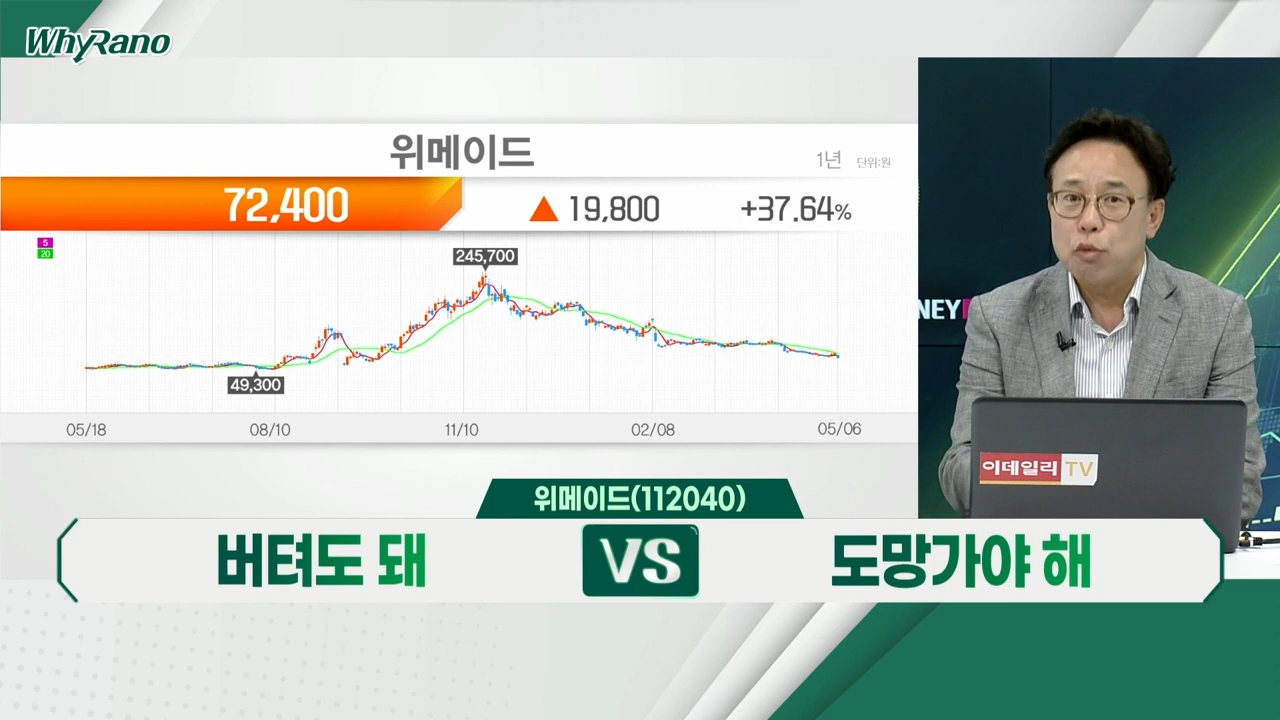 WhyRano
위메이드
1년 단위:원
72,400 ▲ 19,800 +37.64%
5
20
245,700
49,300
05/18 08/10 11/10 02/08 05/06
NEY
이데일리TV
위메이드(112040)
버텨도 돼 VS 도망가야 해